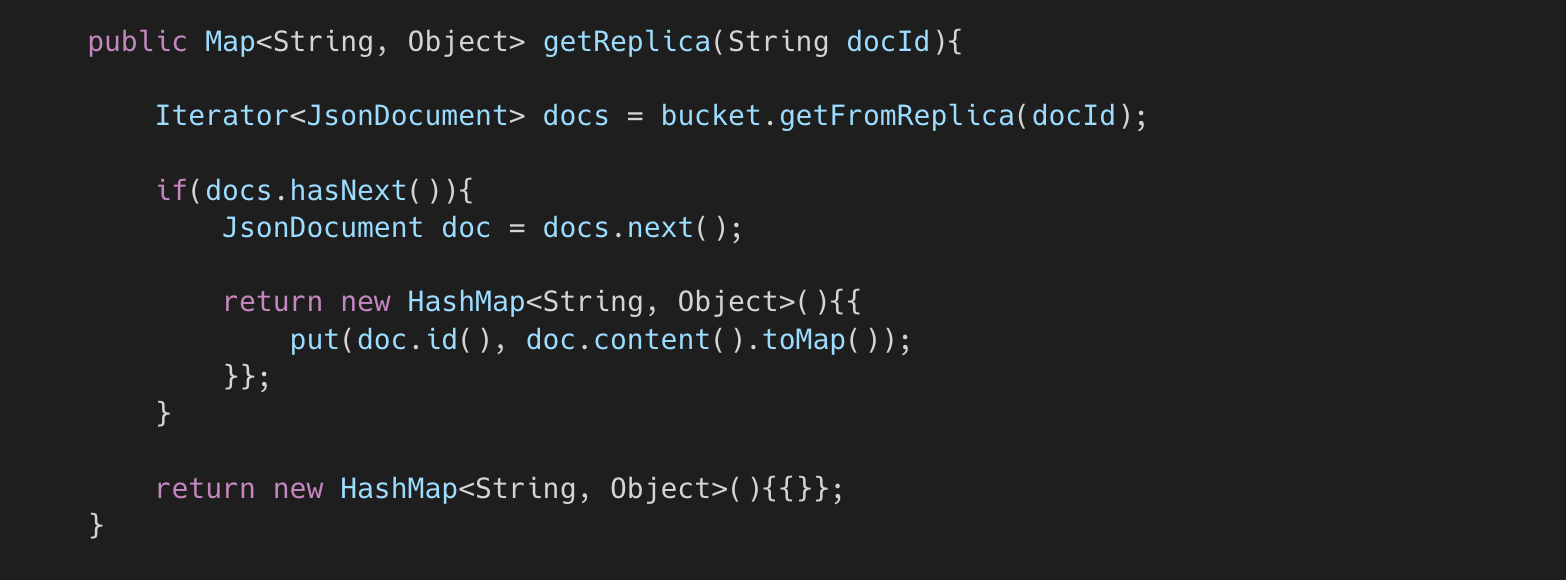 public Map<String, Object> getReplica(String docId){
Iterator<JsonDocument> docs = bucket.getFromReplica(docId);
if(docs.hasNext()){
JsonDocument doc = docs.next();
return new HashMap<String, Object>(){{
put(doc.id(), doc.content().toMap());
}};
}
return new HashMap<String, Object>(){{}};
}